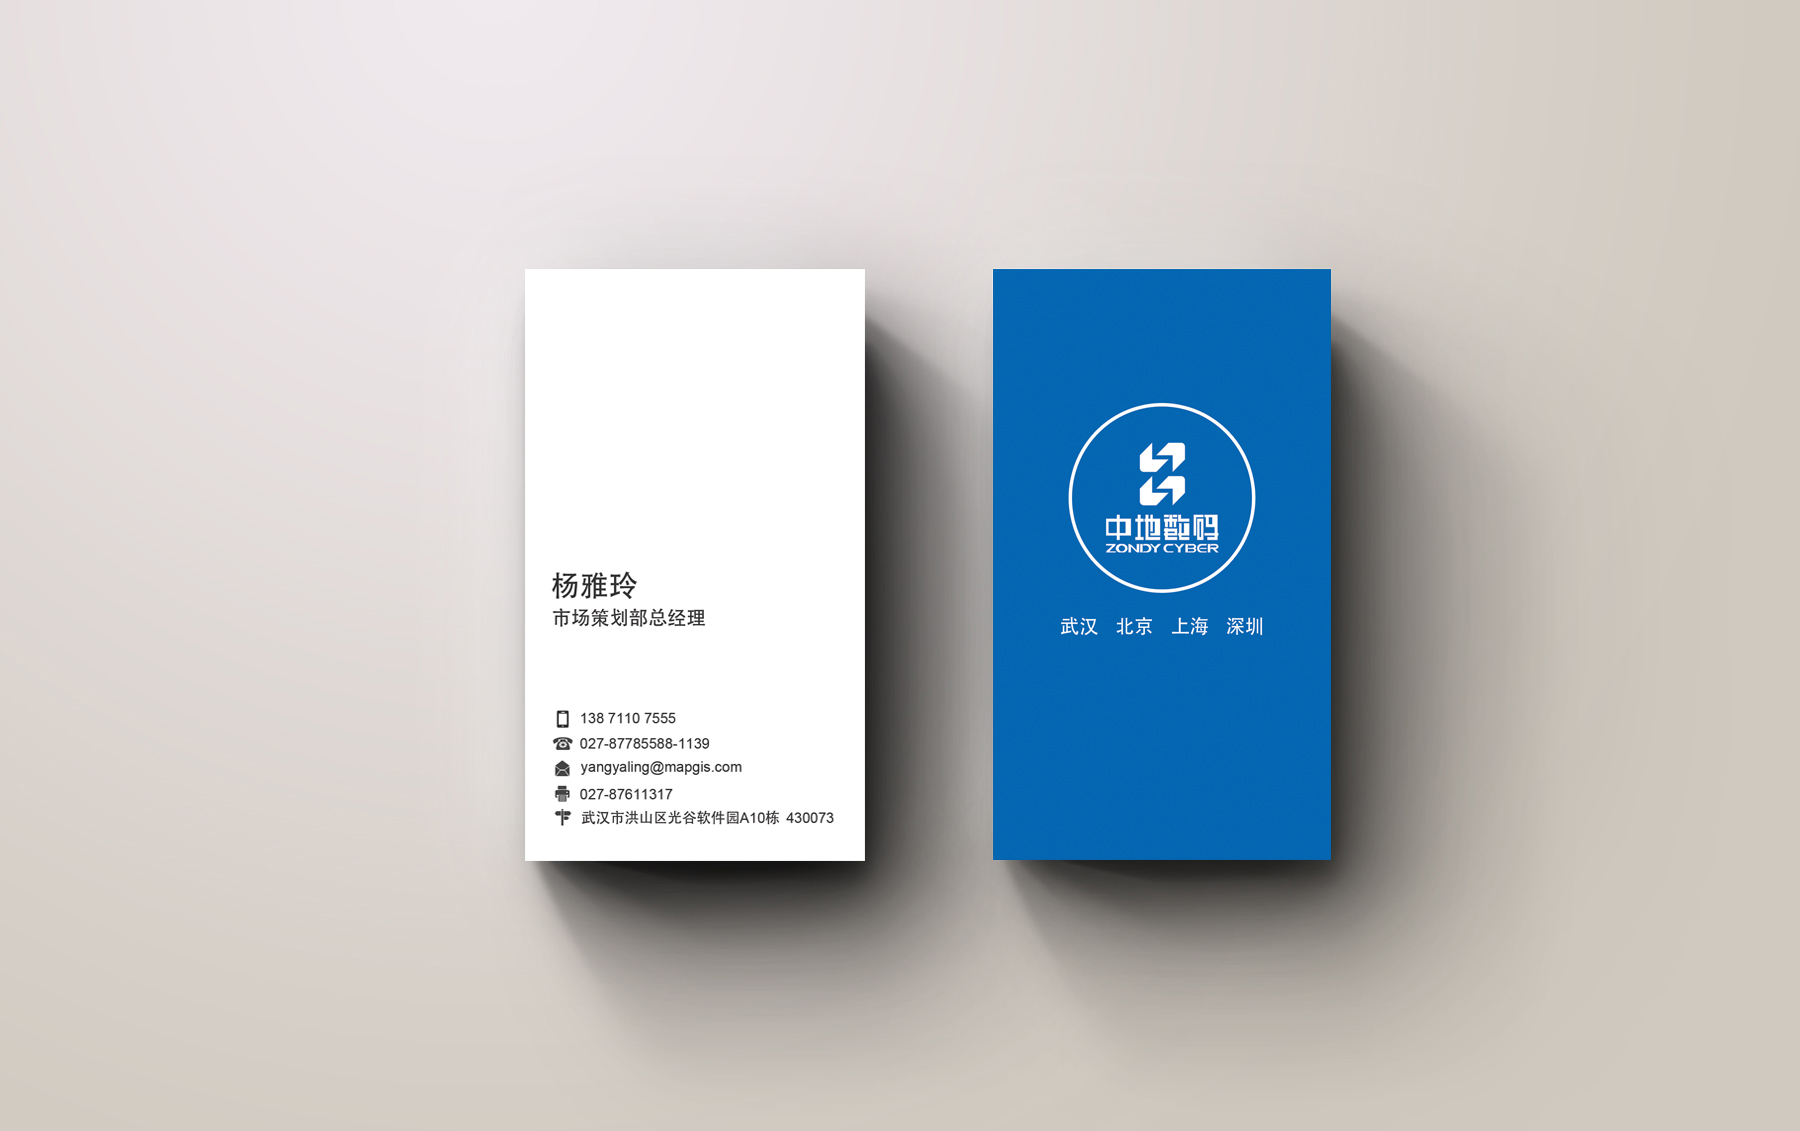 杨雅玲
市场策划部总经理
138 7110 7555
027-87785588-1139
yangyaling@mapgis.com
027-87611317
武汉市洪山区光谷软件园A10栋 430073
中地数码
ZONDY CYBER
武汉 北京 上海 深圳